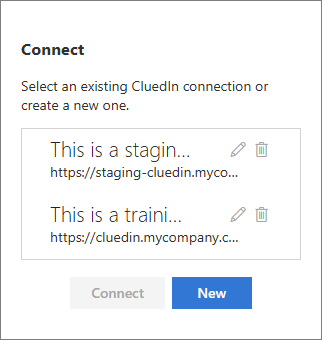 Connect
Select an existing CluedIn connection or
create a new one.
This is a stagin...
https://staging-cluedin.myco...
This is a traini...
https://cluedin.mycompany.c...
Connect
New